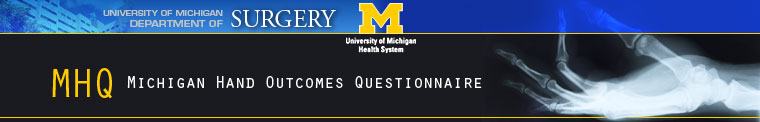 UNIVERSITY OF MICHIGAN
DEPARTMENT OF SURGERY
M
University of Michigan
Health System
MHQ MICHIGAN HAND OUTCOMES QUESTIONNAIRE